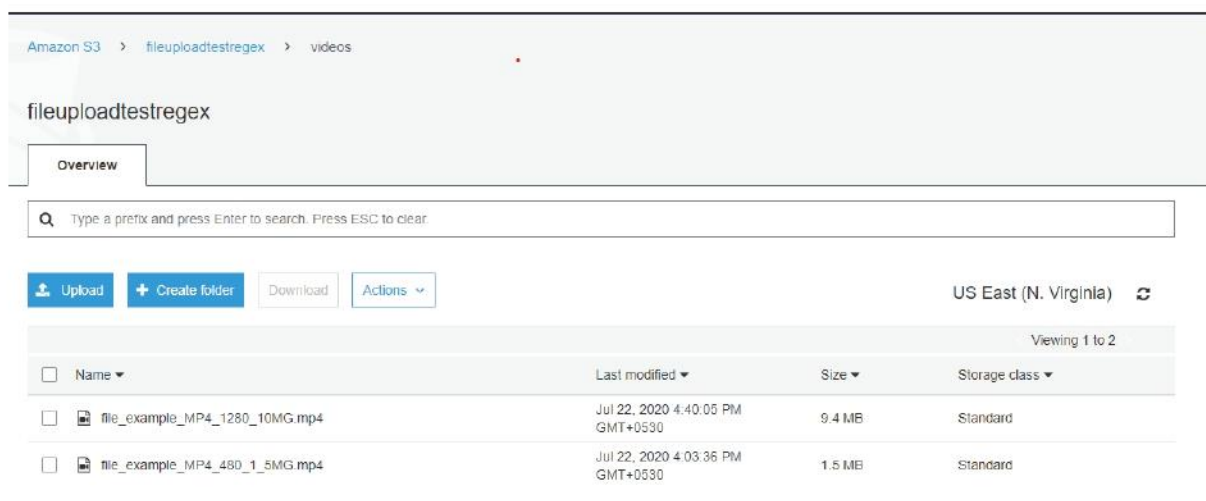 Amazon S3 > fileuploadtestregex > videos
fileuploadtestregex
Overview
Type a prefix and press Enter to search. Press ESC to clear.
Upload + Create folder Download Actions
US East (N. Virginia)
Viewing 1 to 2
Name Last modified Size Storage class
file_example_MP4_1280_10MG.mp4 Jul 22, 2020 4:40:05 PM GMT+0530 9.4 MB Standard
file_example_MP4_480_1_5MG.mp4 Jul 22, 2020 4:03:36 PM GMT+0530 1.5 MB Standard